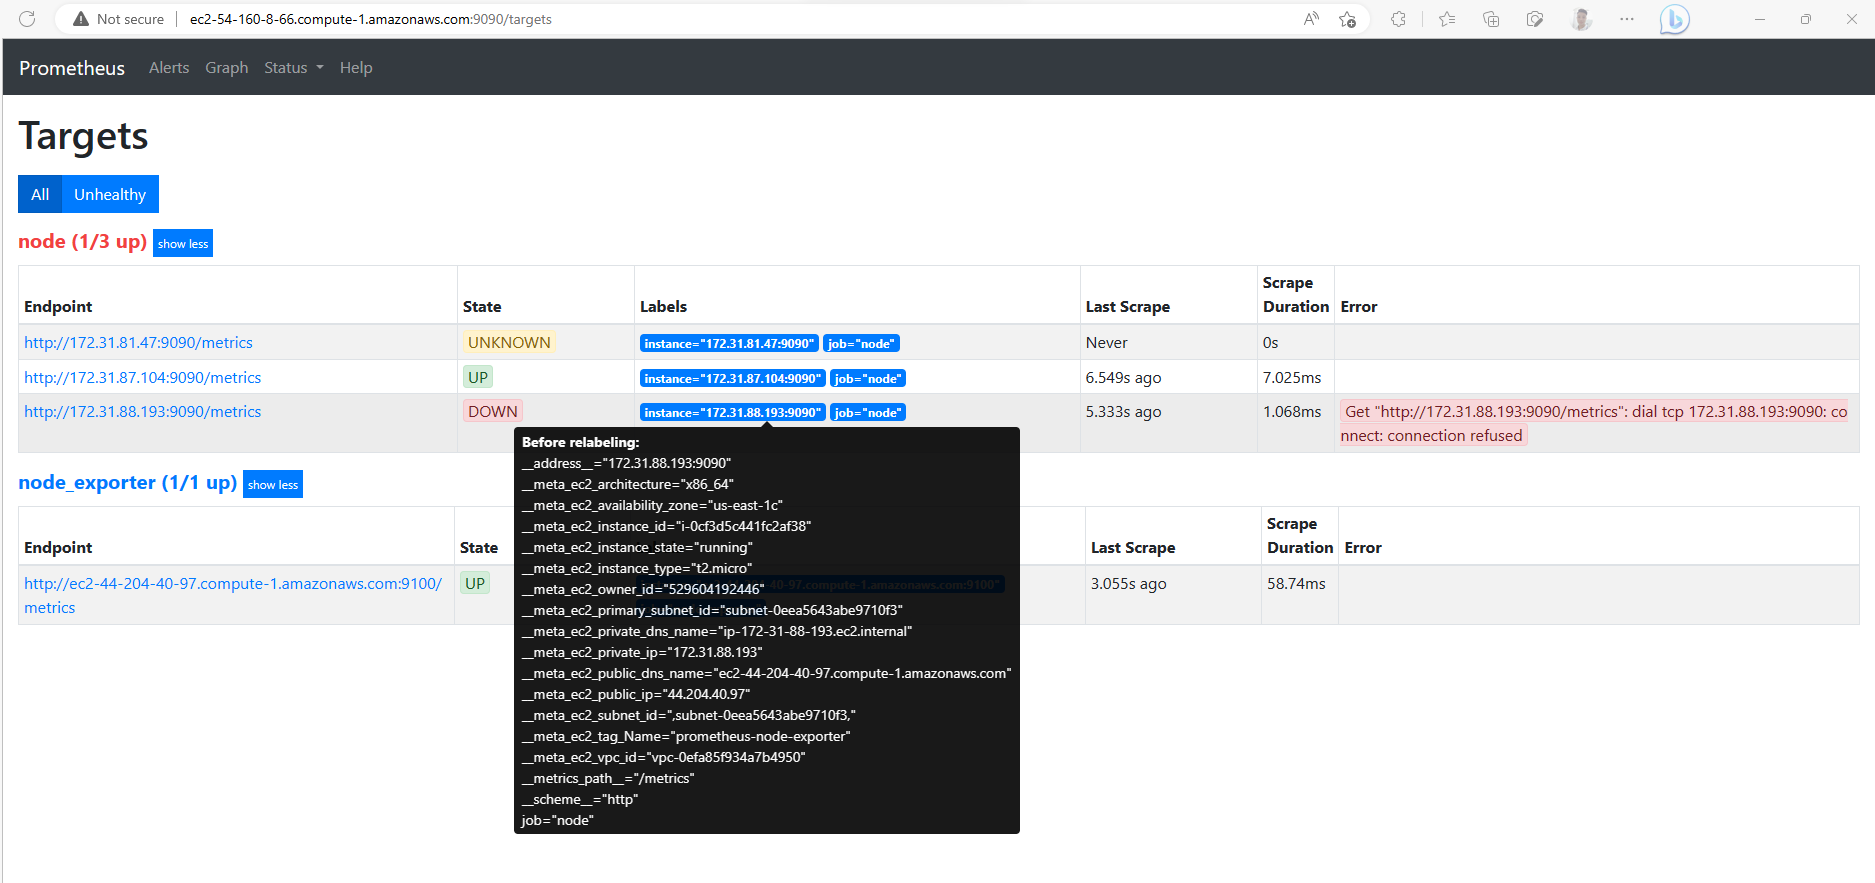 Not secure ec2-54-160-8-66.compute-1.amazonaws.com:9090/targets
Prometheus Alerts Graph Status Help
Targets
All Unhealthy
node (1/3 up) show less
Endpoint State Labels Last Scrape Scrape Duration Error
http://172.31.81.47:9090/metrics UNKNOWN instance="172.31.81.47:9090" job="node" Never 0s
http://172.31.87.104:9090/metrics UP instance="172.31.87.104:9090" job="node" 6.549s ago 7.025ms
http://172.31.88.193:9090/metrics DOWN instance="172.31.88.193:9090" job="node" 5.333s ago 1.068ms Get "http://172.31.88.193:9090/metrics": dial tcp 172.31.88.193:9090: co
nnect: connection refused
Before relabeling:
__address__="172.31.88.193:9090"
__meta_ec2_architecture="x86_64"
__meta_ec2_availability_zone="us-east-1c"
__meta_ec2_instance_id="i-0cf3d5c441fc2af38"
__meta_ec2_instance_state="running"
__meta_ec2_instance_type="t2.micro"
__meta_ec2_owner_id="529604192446"
__meta_ec2_primary_subnet_id="subnet-0eea5643abe9710f3"
__meta_ec2_private_dns_name="ip-172-31-88-193.ec2.internal"
__meta_ec2_private_ip="172.31.88.193"
__meta_ec2_public_dns_name="ec2-44-204-40-97.compute-1.amazonaws.com"
__meta_ec2_public_ip="44.204.40.97"
__meta_ec2_subnet_id=",subnet-0eea5643abe9710f3,"
__meta_ec2_tag_Name="prometheus-node-exporter"
__meta_ec2_vpc_id="vpc-0efa85f934a7b4950"
__metrics_path__="/metrics"
__scheme__="http"
job="node"
node_exporter (1/1 up) show less
Endpoint State Last Scrape Scrape Duration Error
http://ec2-44-204-40-97.compute-1.amazonaws.com:9100/ UP 3.055s ago 58.74ms
metrics